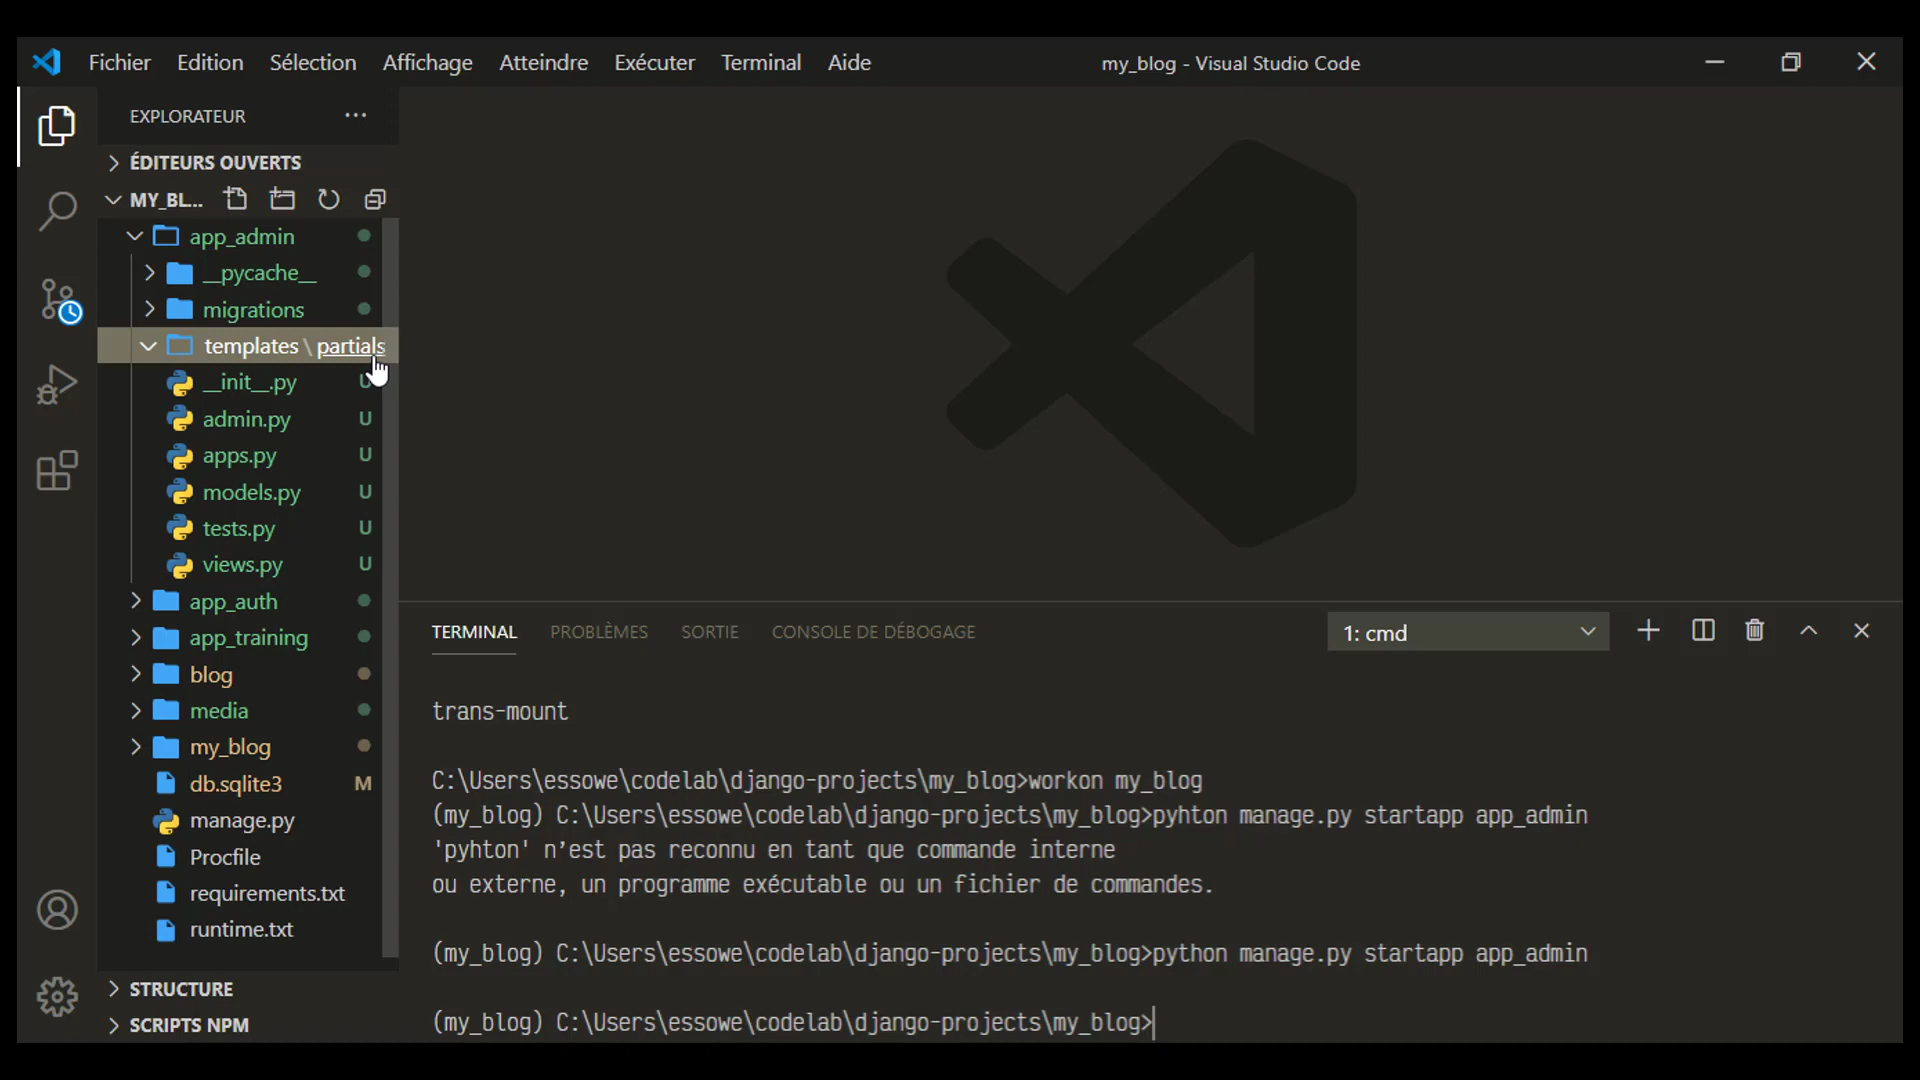 Fichier Edition Sélection Affichage Atteindre Exécuter Terminal Aide my_blog - Visual Studio Code
EXPLORATEUR
ÉDITEURS OUVERTS
MY_BL...
app_admin
__pycache__
migrations
templates \ partials
__init__.py U
admin.py U
apps.py U
models.py U
tests.py U
views.py U
app_auth
app_training
blog
media
my_blog
db.sqlite3 M
manage.py
Procfile
requirements.txt
runtime.txt
STRUCTURE
SCRIPTS NPM
TERMINAL PROBLÈMES SORTIE CONSOLE DE DÉBOGAGE 1: cmd
trans-mount
C:\Users\essowe\codelab\django-projects\my_blog>workon my_blog
(my_blog) C:\Users\essowe\codelab\django-projects\my_blog>pyhton manage.py startapp app_admin
'pyhton' n’est pas reconnu en tant que commande interne
ou externe, un programme exécutable ou un fichier de commandes.
(my_blog) C:\Users\essowe\codelab\django-projects\my_blog>python manage.py startapp app_admin
(my_blog) C:\Users\essowe\codelab\django-projects\my_blog>